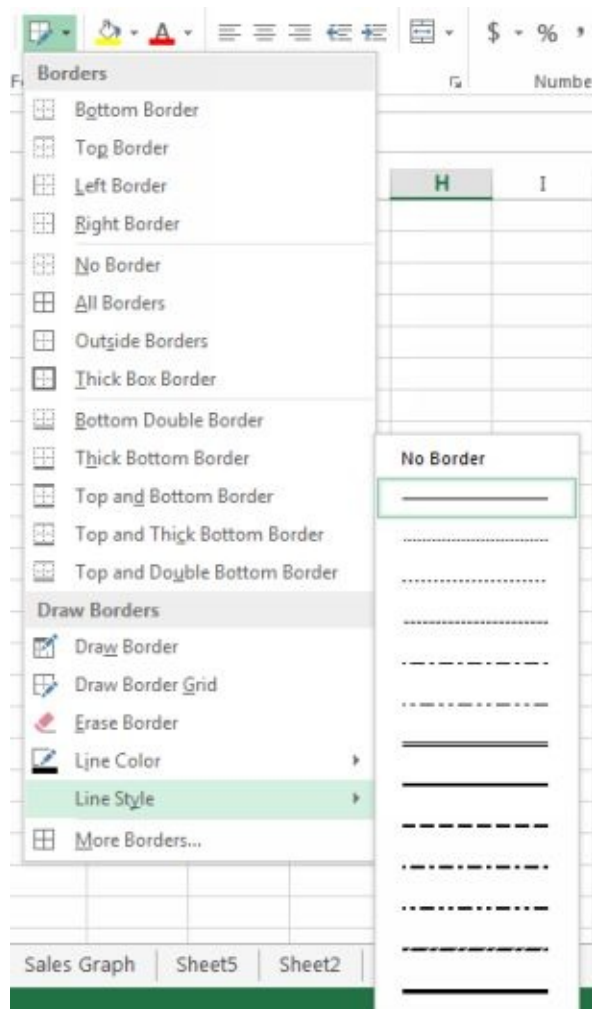 $ %
Borders
Numbe
Bottom Border
Top Border
Left Border
H I
Right Border
No Border
All Borders
Outside Borders
Thick Box Border
Bottom Double Border
Thick Bottom Border
No Border
Top and Bottom Border
Top and Thick Bottom Border
Top and Double Bottom Border
Draw Borders
Draw Border
Draw Border Grid
Erase Border
Line Color
Line Style
More Borders...
Sales Graph Sheet5 Sheet2